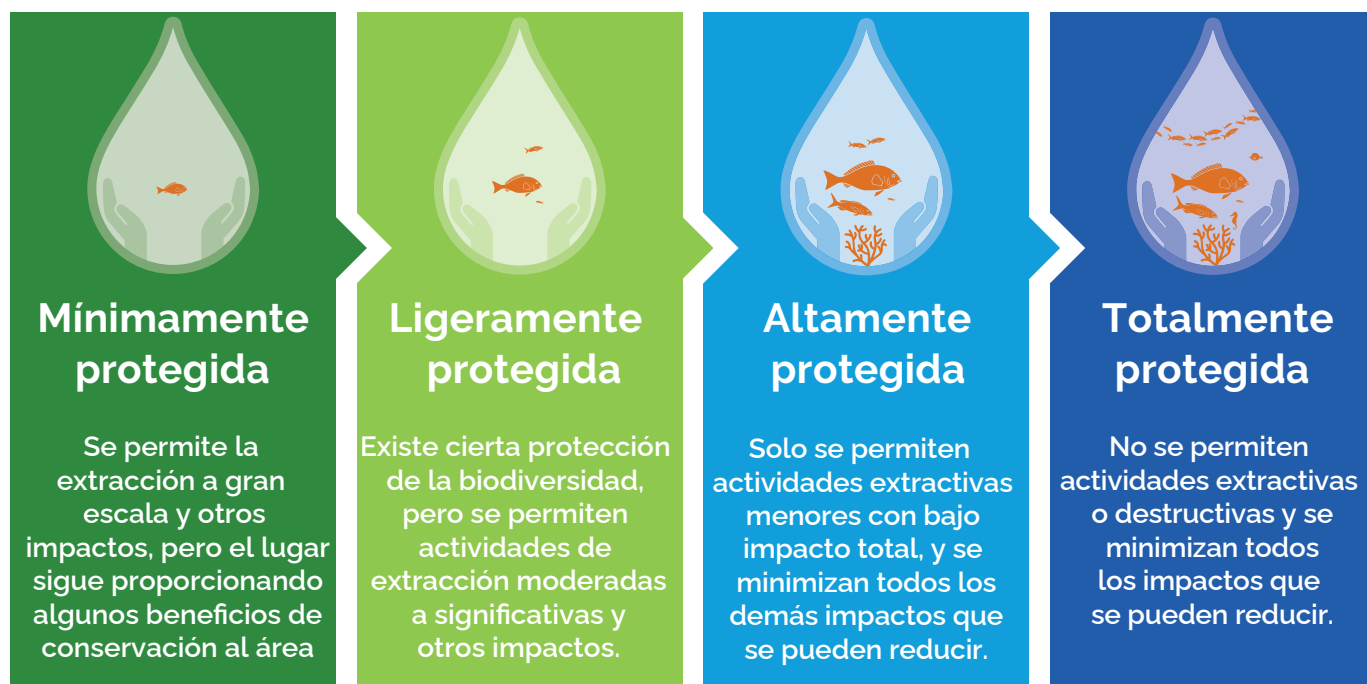 Mínimamente
protegida
Se permite la
extracción a gran
escala y otros
impactos, pero el lugar
sigue proporcionando
algunos beneficios de
conservación al área
Ligeramente
protegida
Existe cierta protección
de la biodiversidad,
pero se permiten
actividades de
extracción moderadas
a significativas y
otros impactos.
Altamente
protegida
Solo se permiten
actividades extractivas
menores con bajo
impacto total, y se
minimizan todos los
demás impactos que
se pueden reducir.
Totalmente
protegida
No se permiten
actividades extractivas
o destructivas y se
minimizan todos
los impactos que
se pueden reducir.